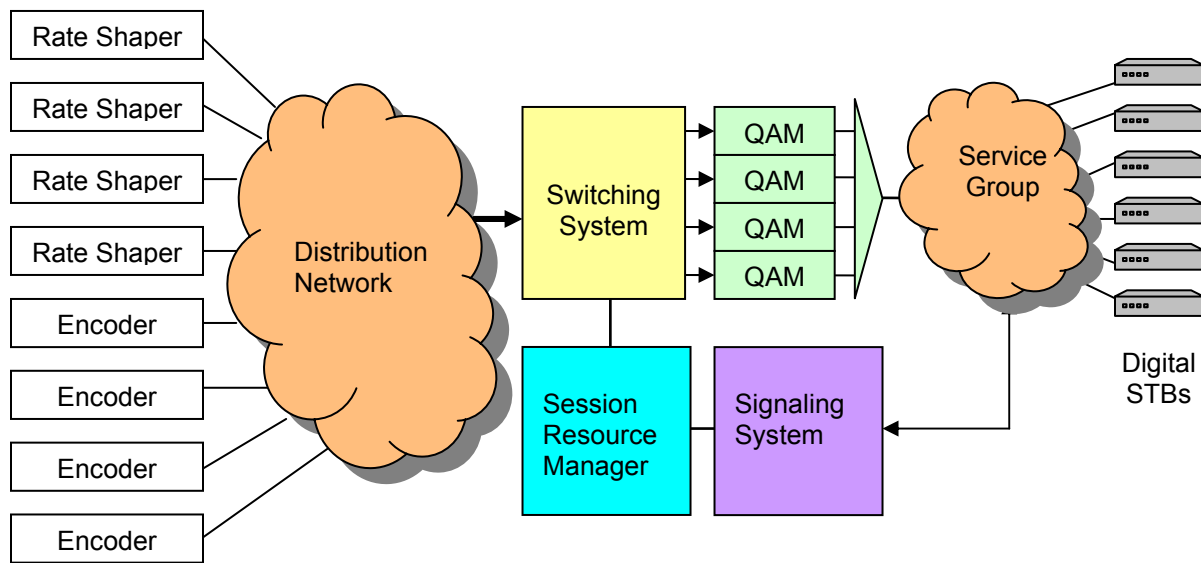 Rate Shaper
Rate Shaper
Rate Shaper
Rate Shaper
Encoder
Encoder
Encoder
Encoder
Distribution
Network
Switching
System
QAM
QAM
QAM
QAM
Service
Group
Session
Resource
Manager
Signaling
System
Digital
STBs